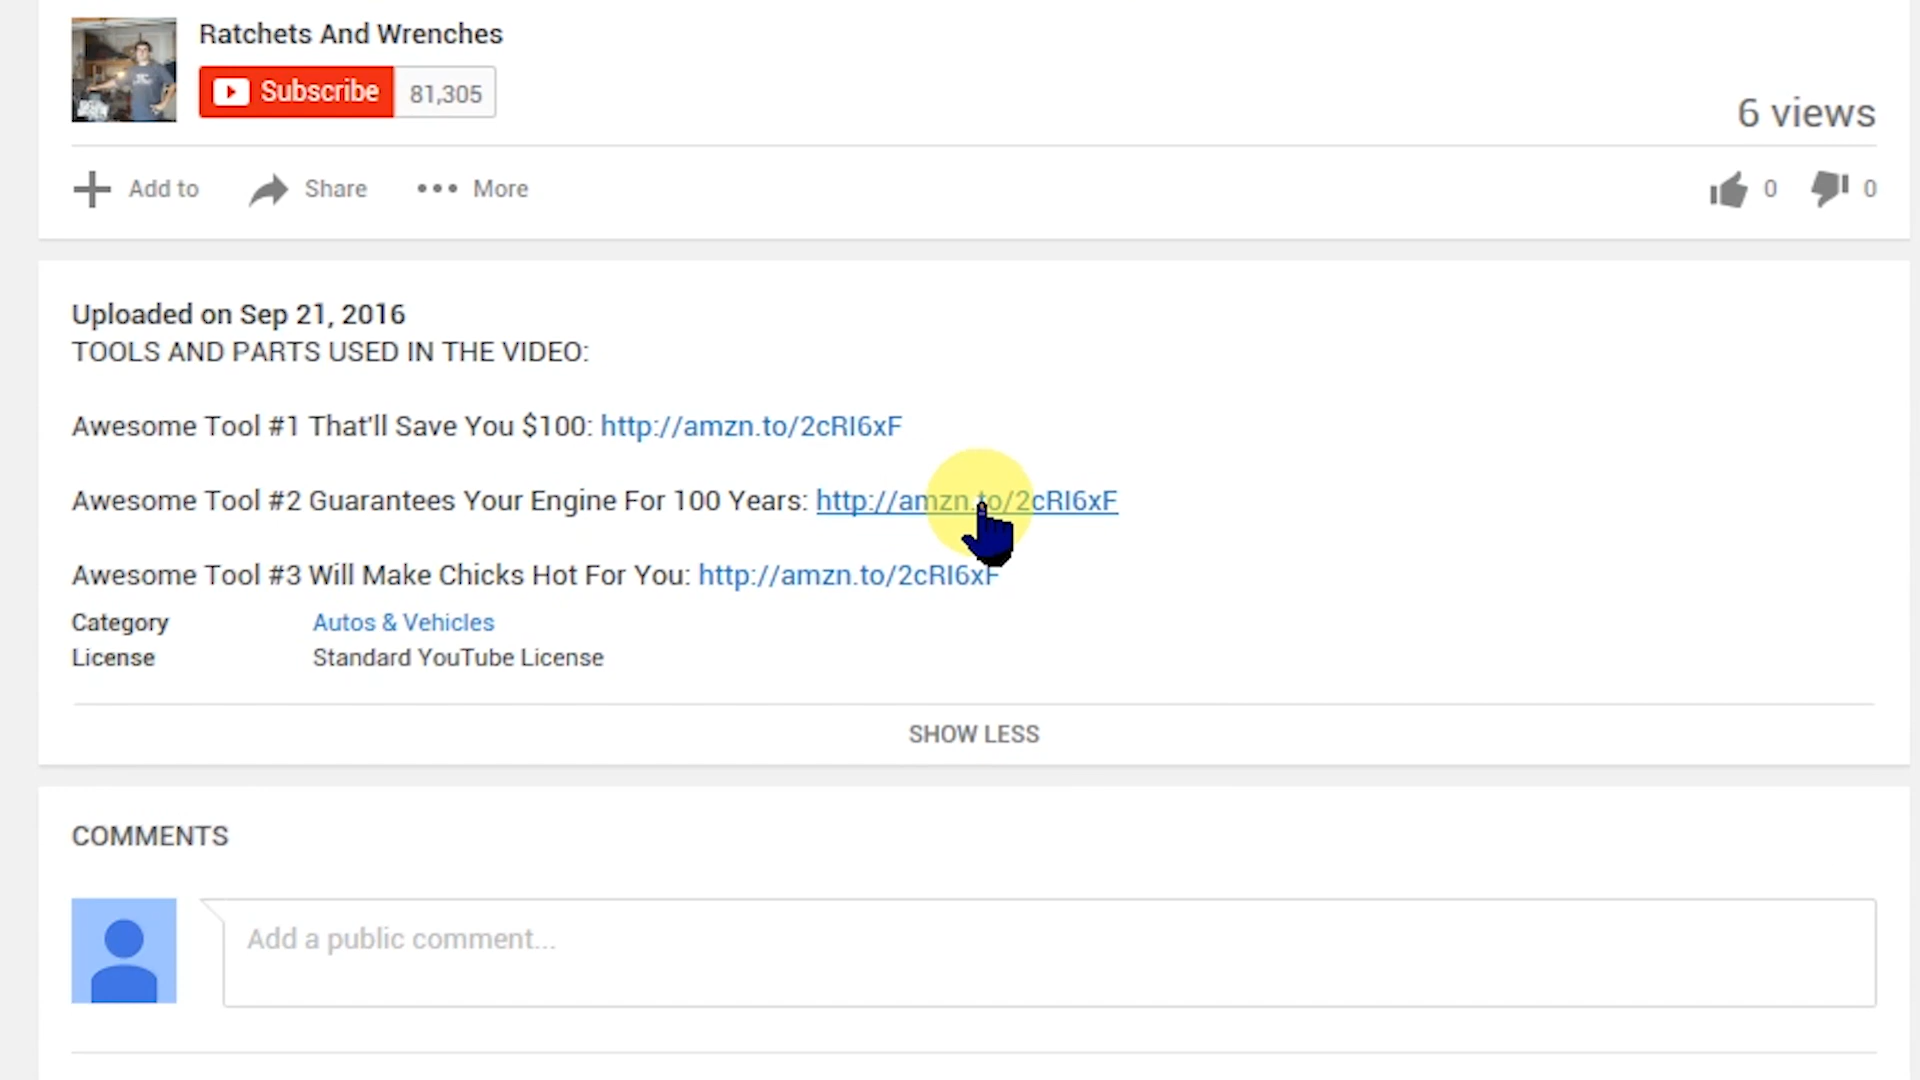 Ratchets And Wrenches
Subscribe 81,305
6 views
Add to Share More 0 0
Uploaded on Sep 21, 2016
TOOLS AND PARTS USED IN THE VIDEO:
Awesome Tool #1 That'll Save You $100: http://amzn.to/2cRI6xF
Awesome Tool #2 Guarantees Your Engine For 100 Years: http://amzn.to/2cRI6xF
Awesome Tool #3 Will Make Chicks Hot For You: http://amzn.to/2cRI6xF
Category Autos & Vehicles
License Standard YouTube License
SHOW LESS
COMMENTS
Add a public comment...